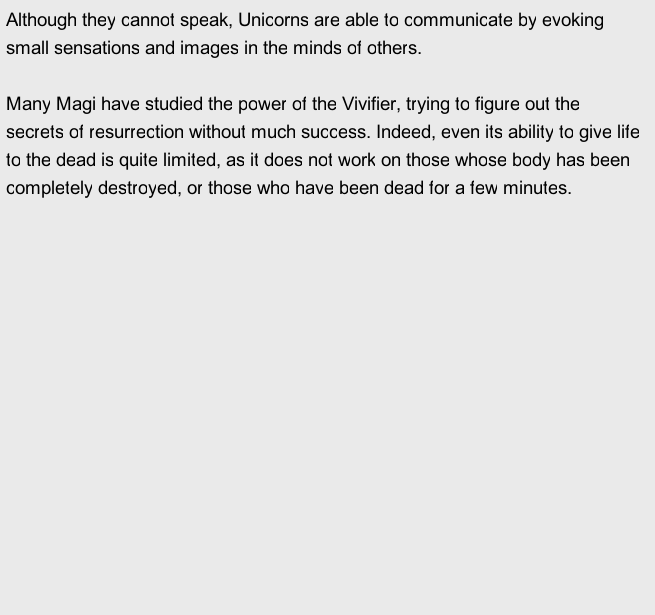 Although they cannot speak, Unicorns are able to communicate by evoking
small sensations and images in the minds of others.
Many Magi have studied the power of the Vivifier, trying to figure out the
secrets of resurrection without much success. Indeed, even its ability to give life
to the dead is quite limited, as it does not work on those whose body has been
completely destroyed, or those who have been dead for a few minutes.